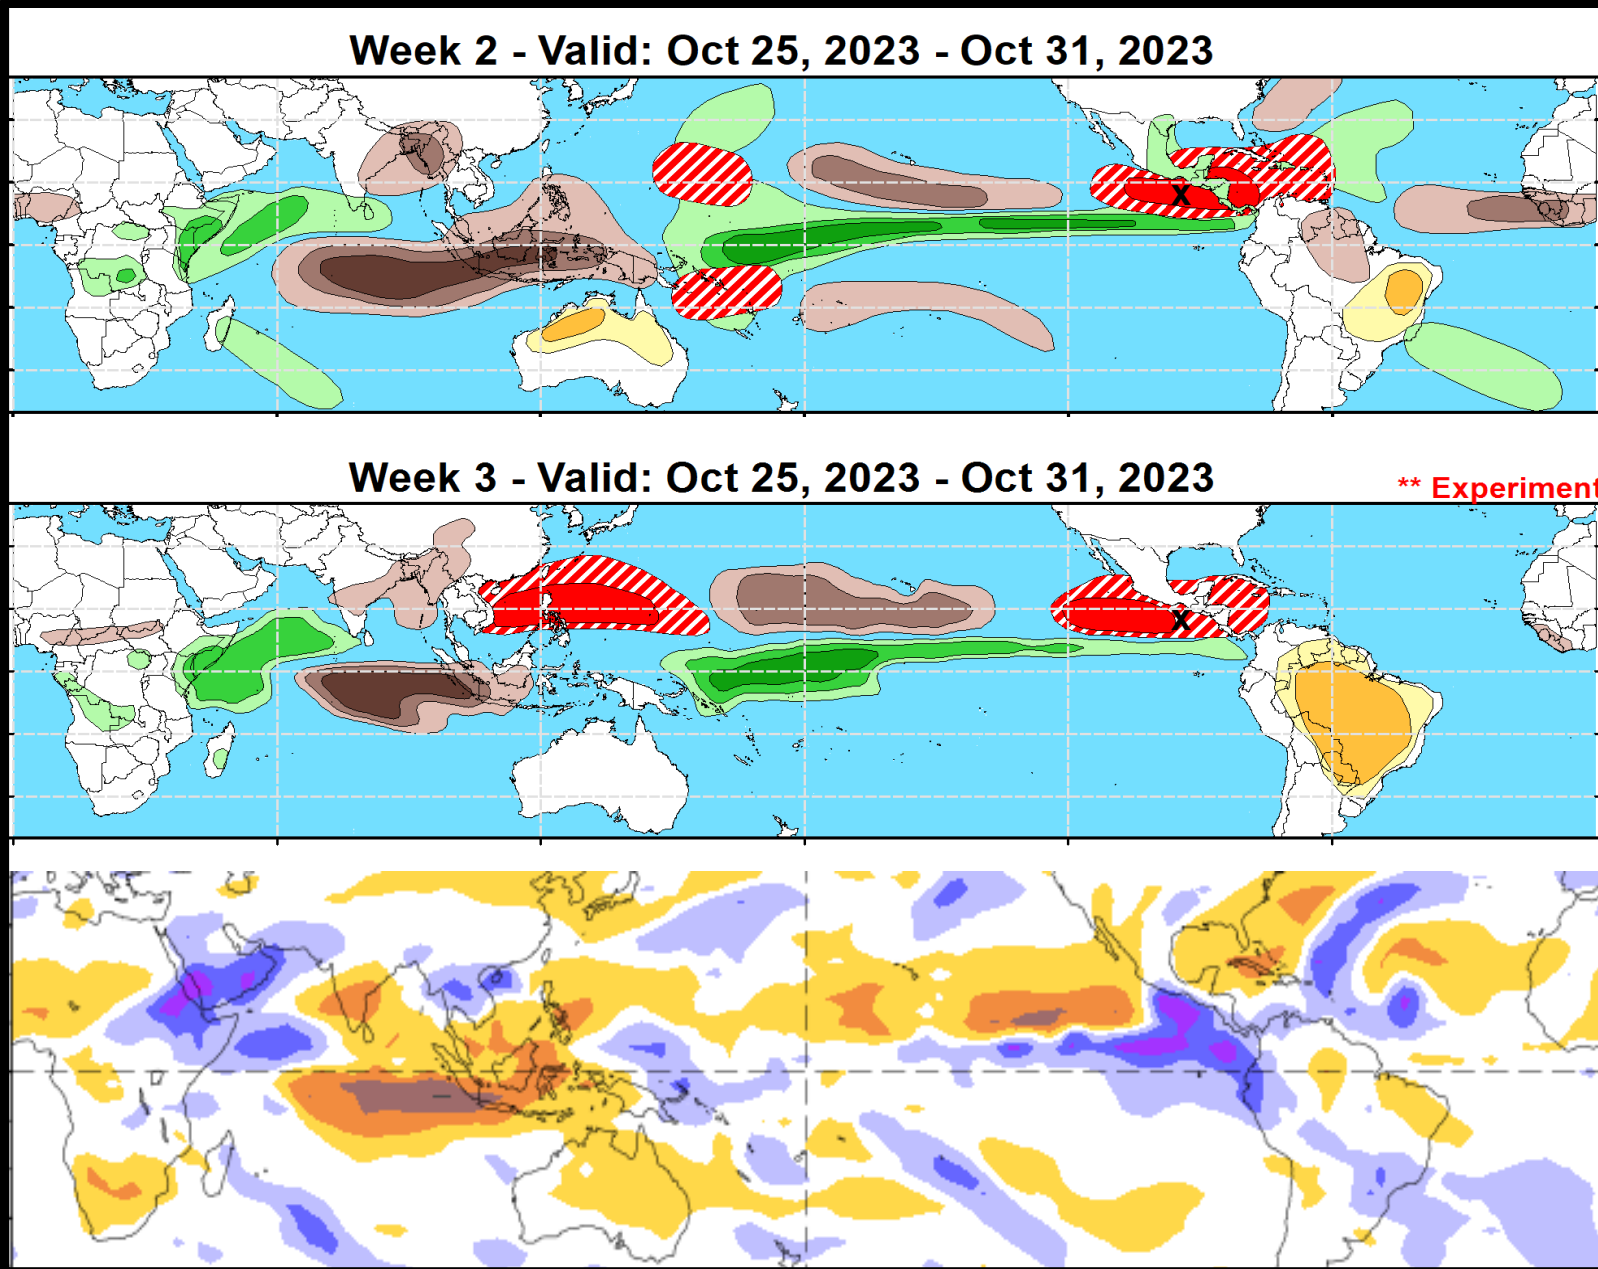 Week 2 - Valid: Oct 25, 2023 - Oct 31, 2023
X
Week 3 - Valid: Oct 25, 2023 - Oct 31, 2023
** Experiment
X